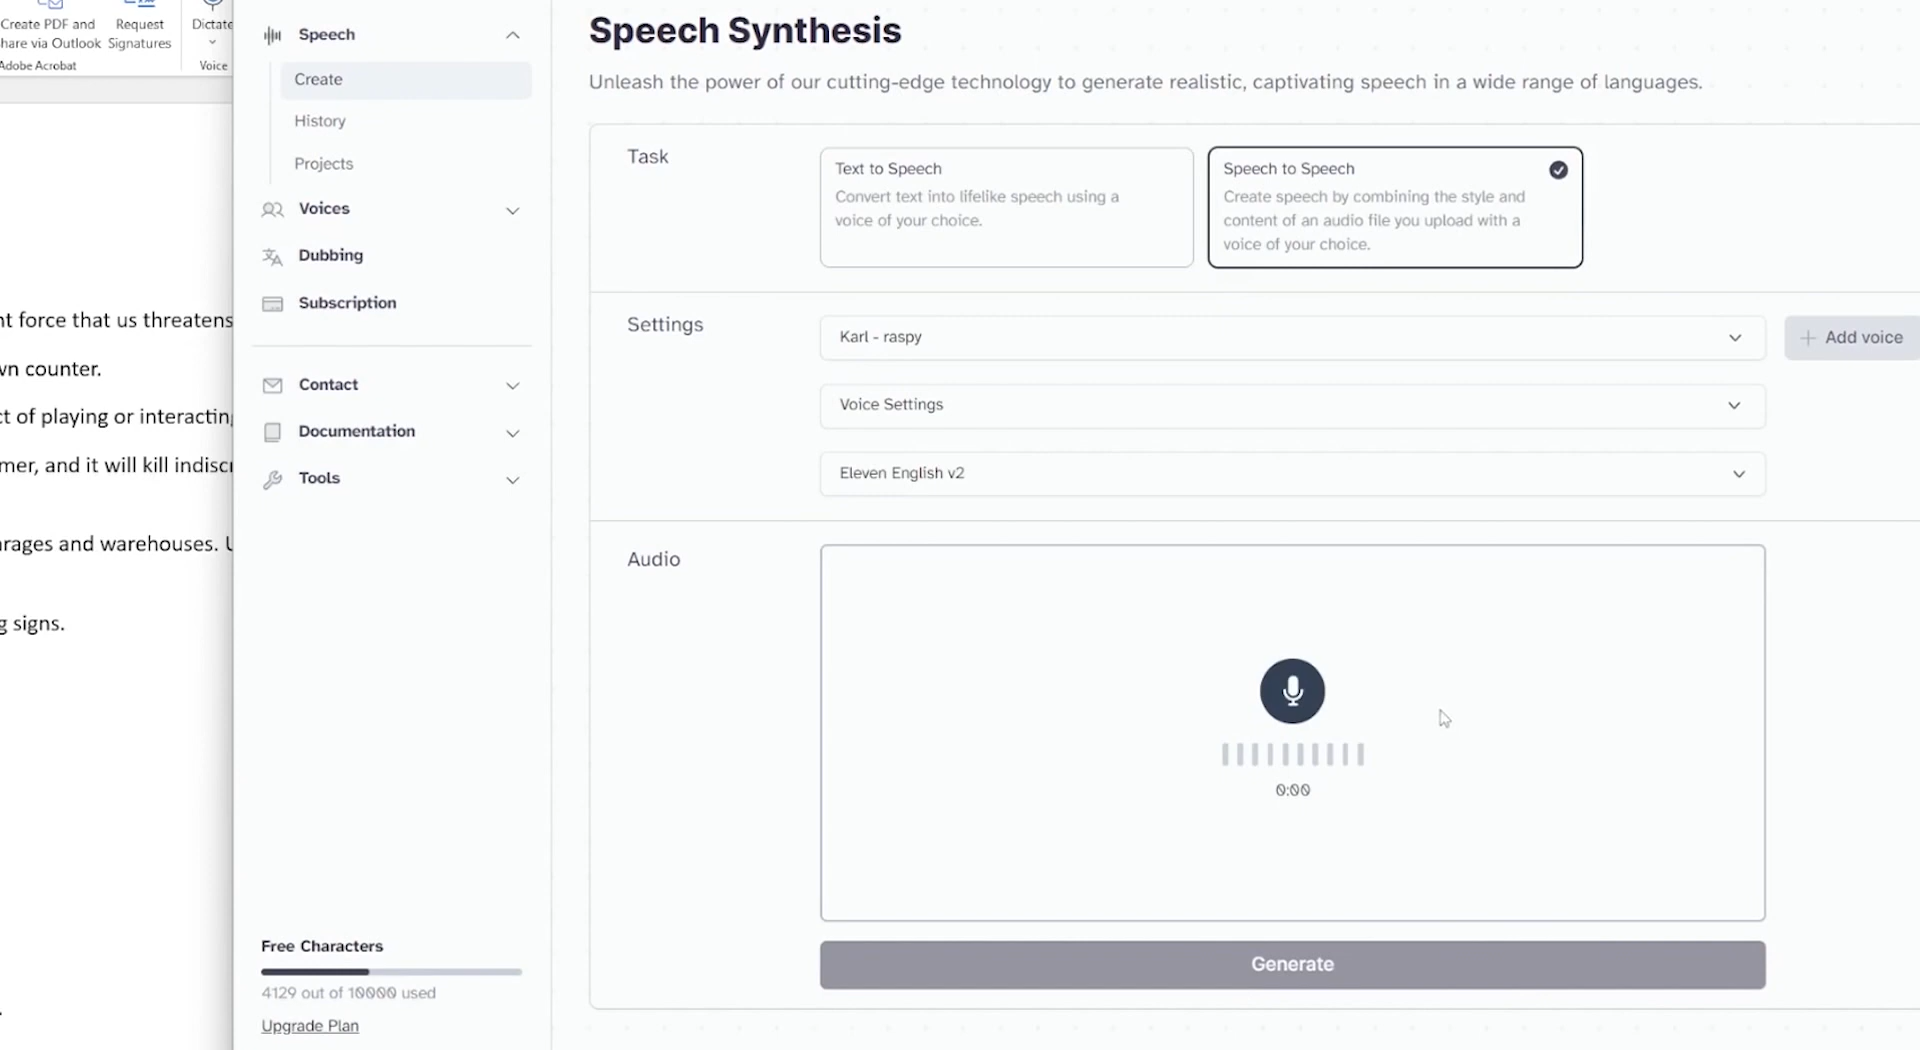 Create PDF and
hare via Outlook
Adobe Acrobat
Request
Signatures
Dictate
Voice
nt force that us threatens
wn counter.
ct of playing or interacting
mer, and it will kill indiscr
arages and warehouses. U
g signs.
Speech
Create
History
Projects
Voices
Dubbing
Subscription
Contact
Documentation
Tools
Free Characters
4129 out of 10000 used
Upgrade Plan
Speech Synthesis
Unleash the power of our cutting-edge technology to generate realistic, captivating speech in a wide range of languages.
Task
Text to Speech
Convert text into lifelike speech using a
voice of your choice.
Speech to Speech
Create speech by combining the style and
content of an audio file you upload with a
voice of your choice.
Settings
Karl - raspy
Add voice
Voice Settings
Eleven English v2
Audio
0:00
Generate